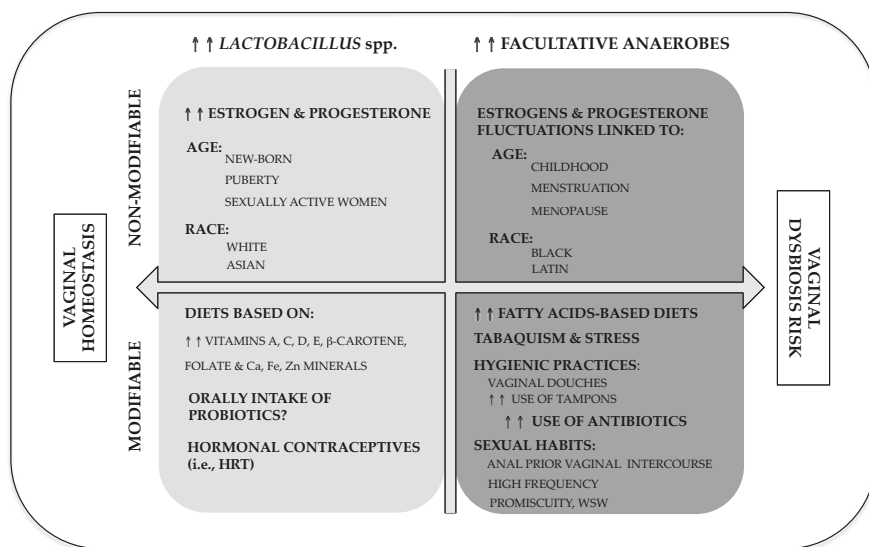 ↑ ↑ LACTOBACILLUS spp.
↑ ↑ FACULTATIVE ANAEROBES
NON-MODIFIABLE
↑ ↑ ESTROGEN & PROGESTERONE
AGE:
NEW-BORN
PUBERTY
SEXUALLY ACTIVE WOMEN
RACE:
WHITE
ASIAN
ESTROGENS & PROGESTERONE
FLUCTUATIONS LINKED TO:
AGE:
CHILDHOOD
MENSTRUATION
MENOPAUSE
RACE:
BLACK
LATIN
VAGINAL
HOMEOSTASIS
VAGINAL
DYSBIOSIS RISK
MODIFIABLE
DIETS BASED ON:
↑ ↑ VITAMINS A, C, D, E, β-CAROTENE,
FOLATE & Ca, Fe, Zn MINERALS
ORALLY INTAKE OF
PROBIOTICS?
HORMONAL CONTRACEPTIVES
(i.e., HRT)
↑ ↑ FATTY ACIDS-BASED DIETS
TABAQUISM & STRESS
HYGIENIC PRACTICES:
VAGINAL DOUCHES
↑ ↑ USE OF TAMPONS
↑ ↑ USE OF ANTIBIOTICS
SEXUAL HABITS:
ANAL PRIOR VAGINAL INTERCOURSE
HIGH FREQUENCY
PROMISCUITY, WSW